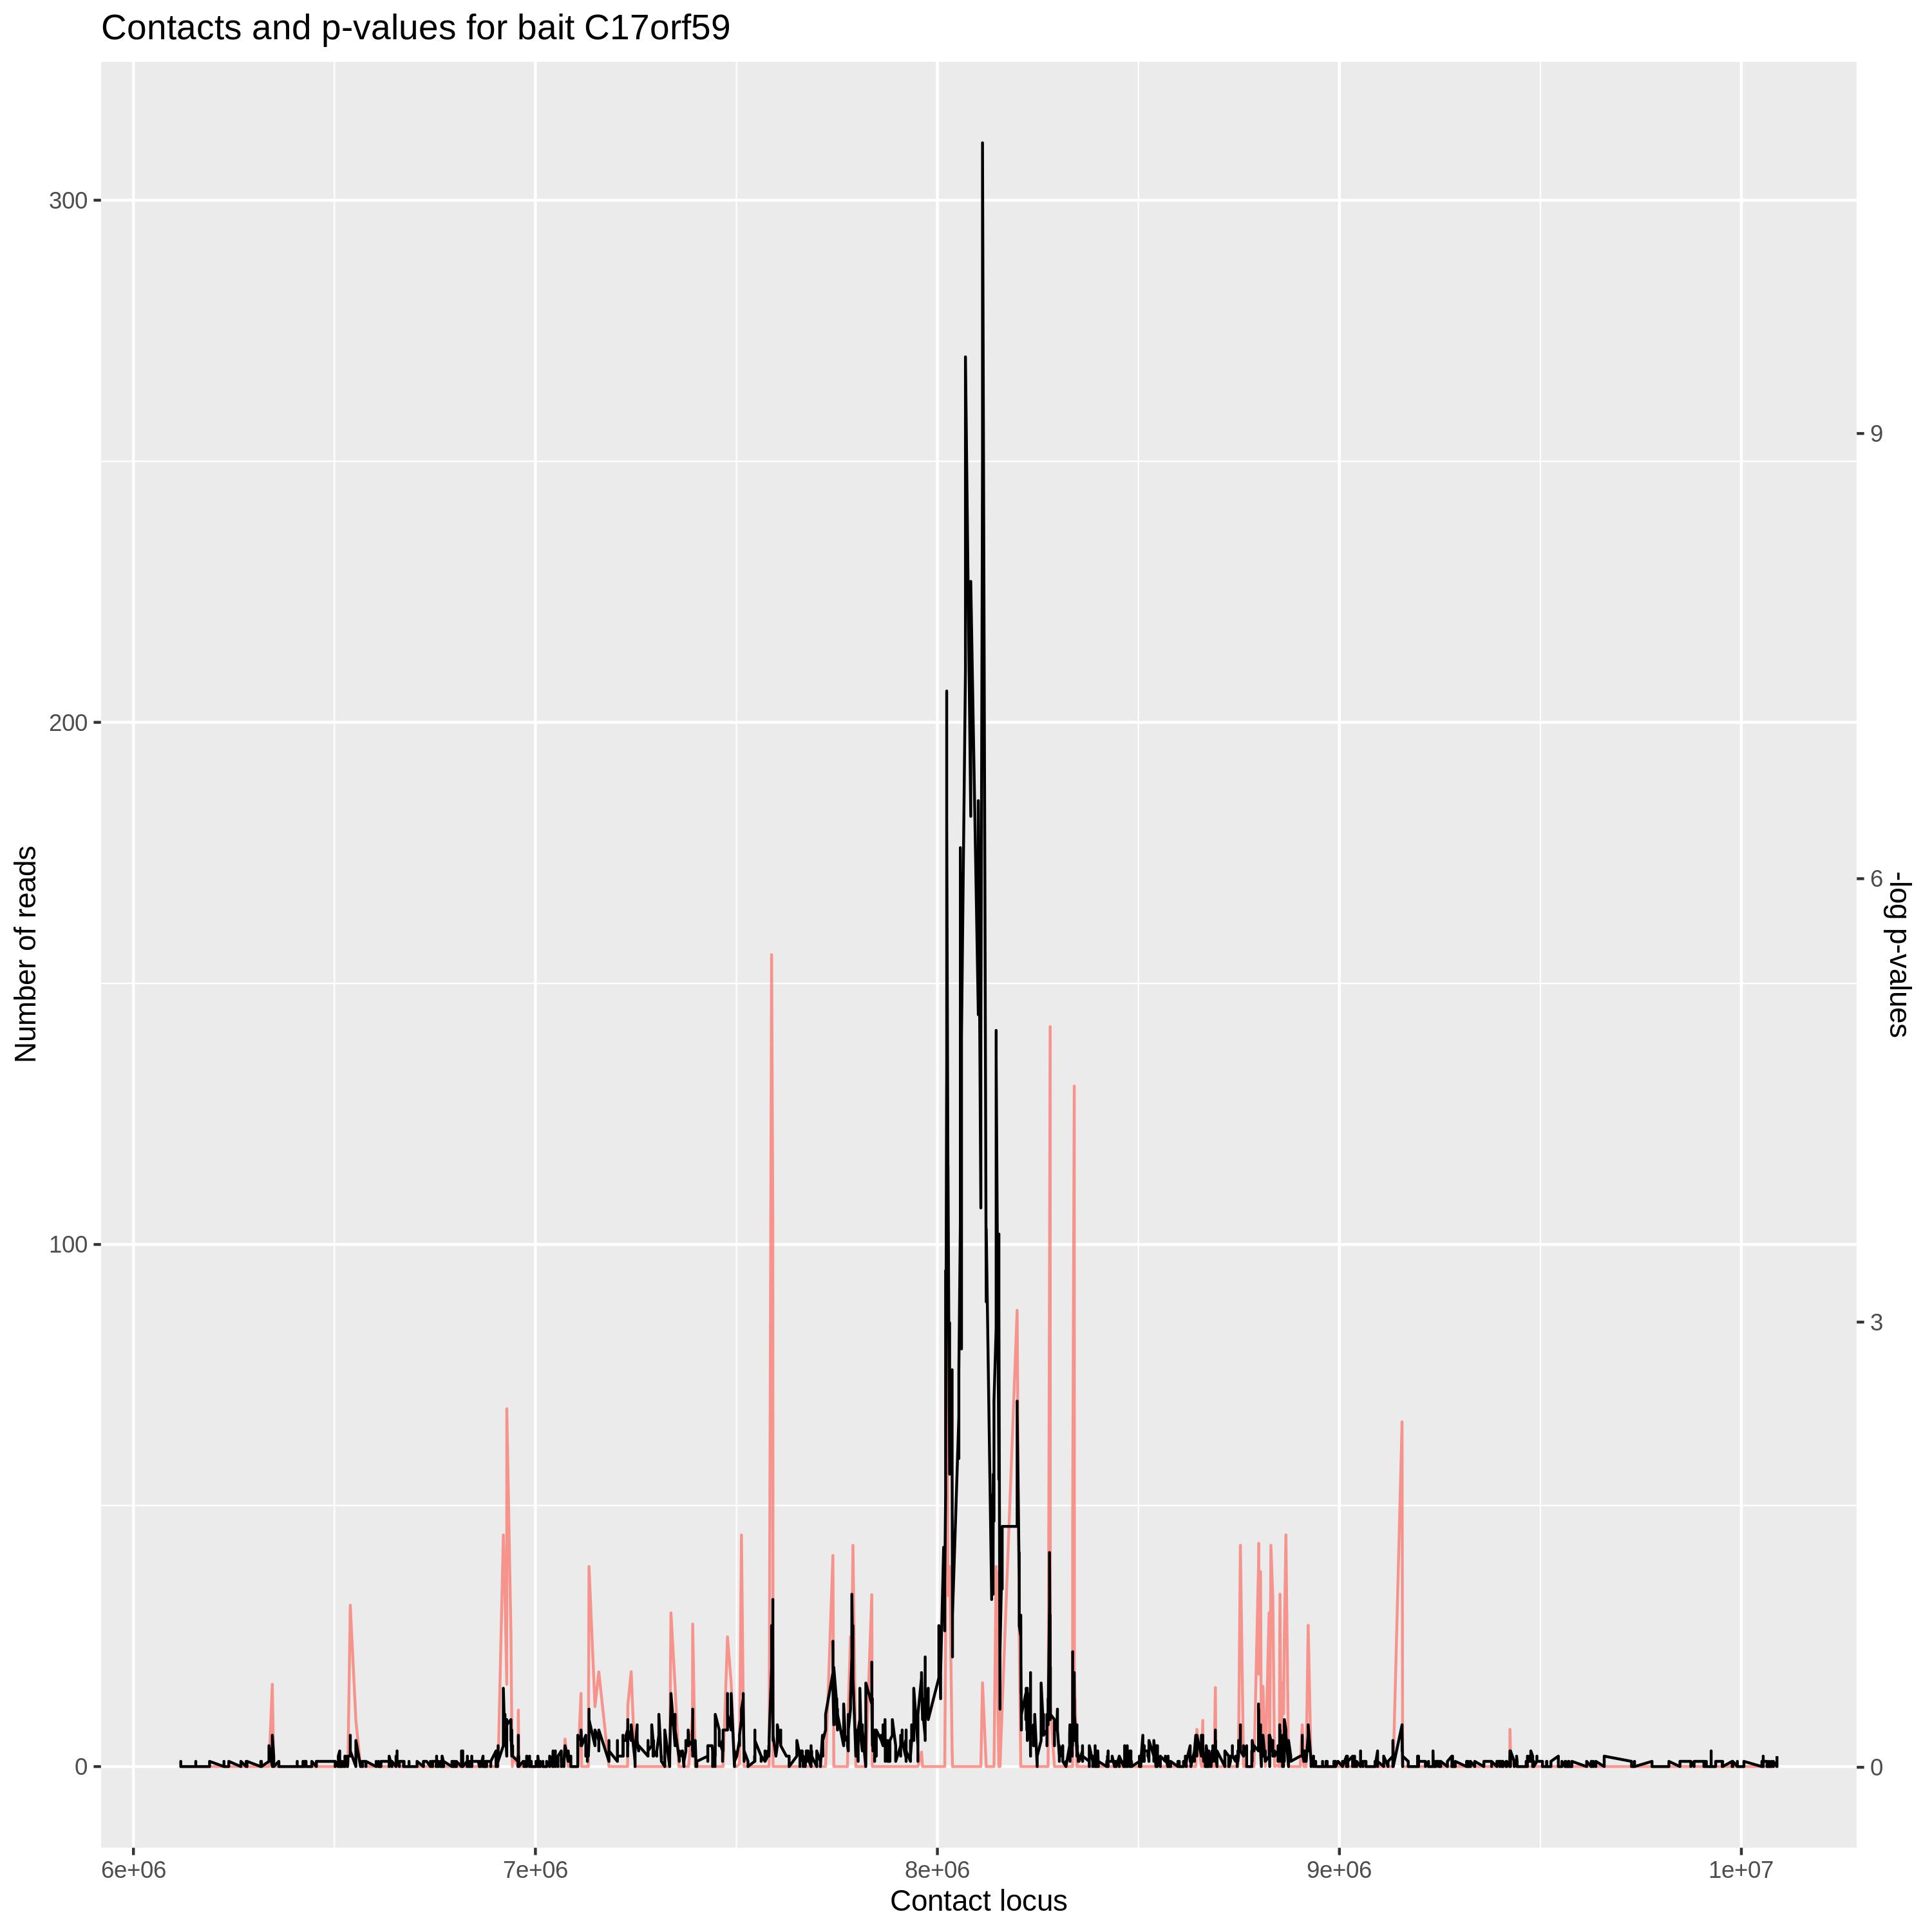 Contacts and p-values for bait C17orf59
300
200
100
0
Number of reads
9
6
3
0
-log p-values
6e+06
7e+06
8e+06
9e+06
1e+07
Contact locus